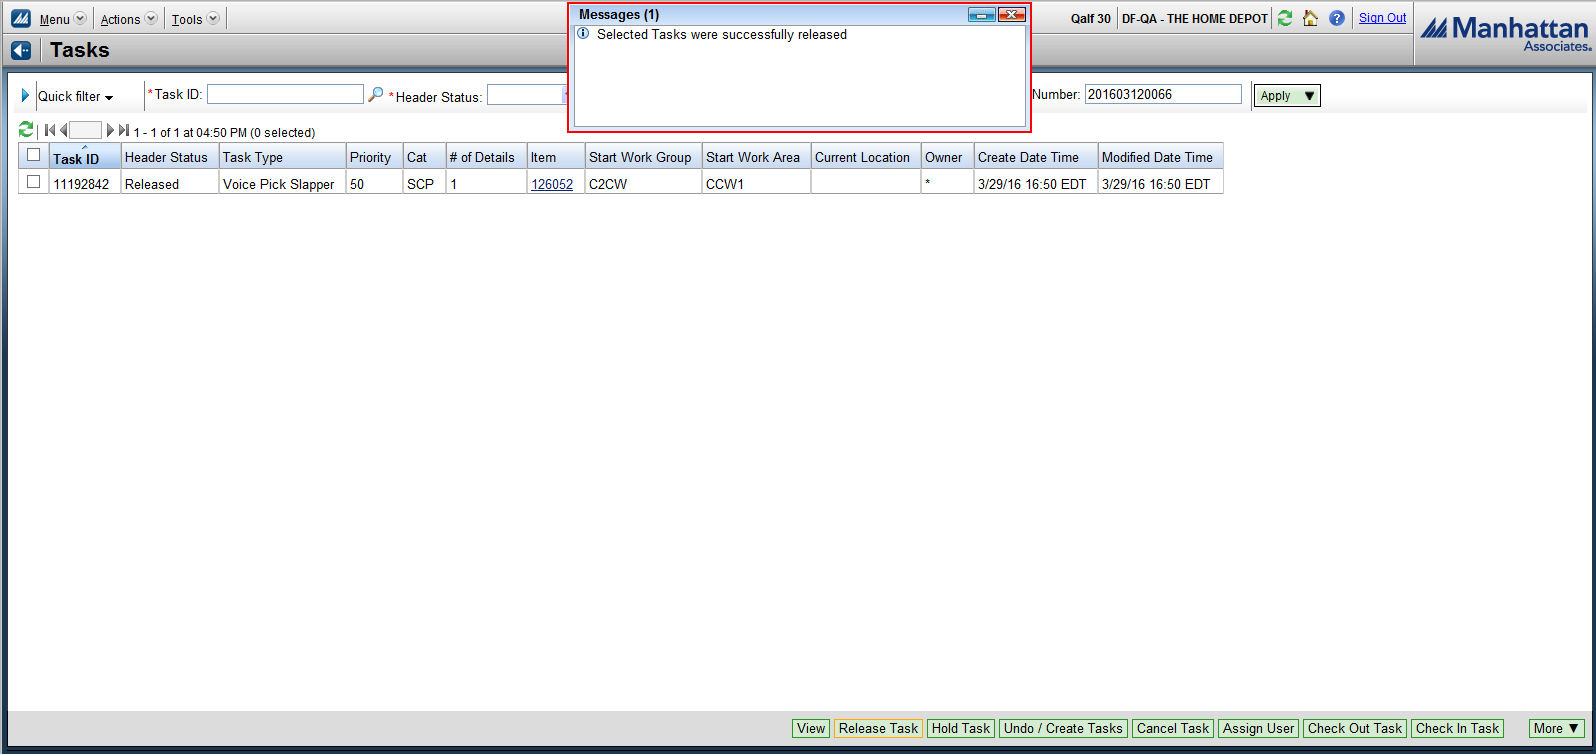 Menu Actions Tools
Messages (1)
Qalf 30 DF-QA - THE HOME DEPOT Sign Out
Manhattan
Associates.
Tasks
Selected Tasks were successfully released
Quick filter *Task ID: *Header Status: Number: 201603120066 Apply ▼
1 - 1 of 1 at 04:50 PM (0 selected)
Task ID Header Status Task Type Priority Cat # of Details Item Start Work Group Start Work Area Current Location Owner Create Date Time Modified Date Time
11192842 Released Voice Pick Slapper 50 SCP 1 126052 C2CW CCW1 * 3/29/16 16:50 EDT 3/29/16 16:50 EDT
View Release Task Hold Task Undo / Create Tasks Cancel Task Assign User Check Out Task Check In Task More ▼